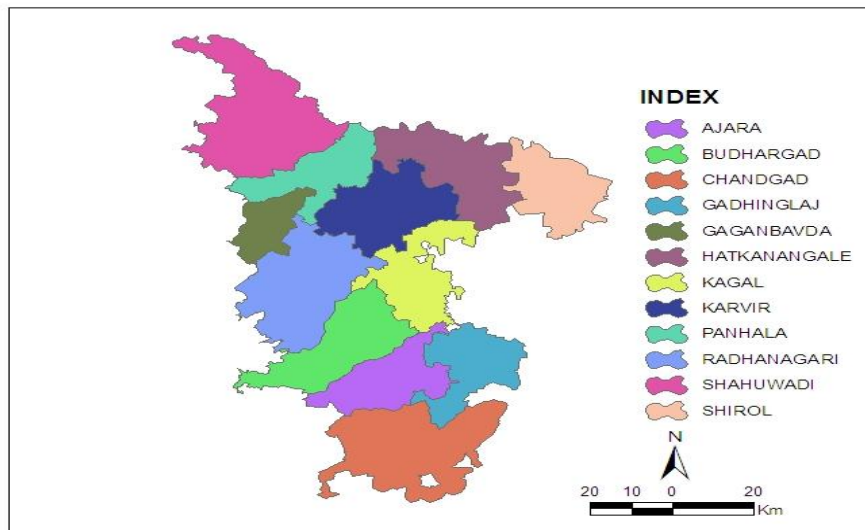 INDEX
AJARA
BUDHARGAD
CHANDGAD
GADHINGLAJ
GAGANBAVDA
HATKANANGALE
KAGAL
KARVIR
PANHALA
RADHANAGARI
SHAHUWADI
SHIROL
N
20 10 0 20
Km